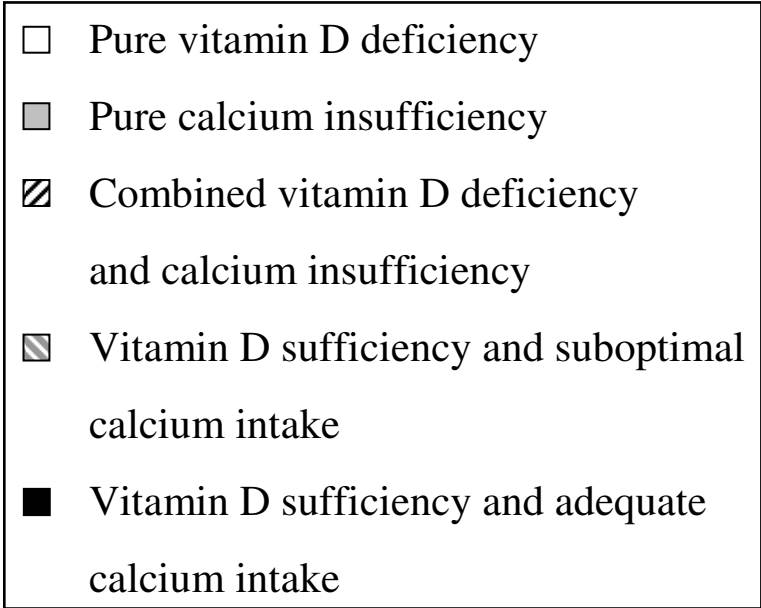 Pure vitamin D deficiency
Pure calcium insufficiency
Combined vitamin D deficiency
and calcium insufficiency
Vitamin D sufficiency and suboptimal
calcium intake
Vitamin D sufficiency and adequate
calcium intake